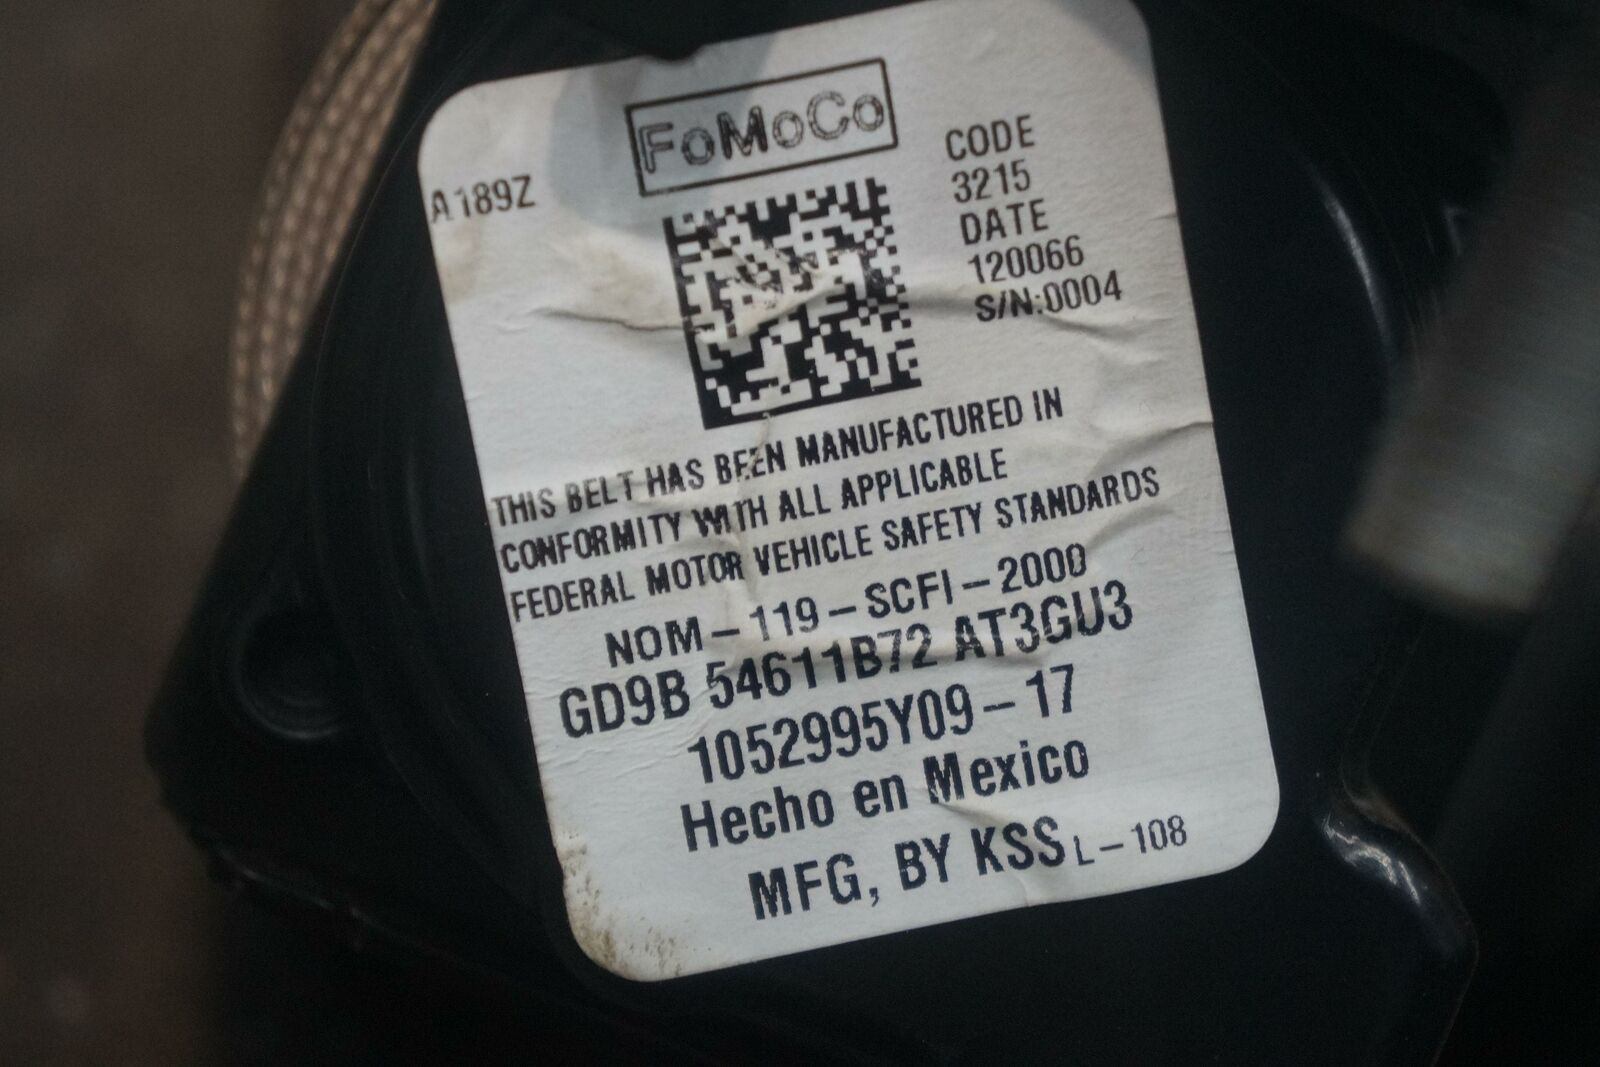 FoMoCo
A189Z
CODE
3215
DATE
120066
S/N:0004
THIS BELT HAS BEEN MANUFACTURED IN
CONFORMITY WITH ALL APPLICABLE
FEDERAL MOTOR VEHICLE SAFETY STANDARDS
NOM-119-SCFI-2000
GD9B 54611B72 AT3GU3
1052995Y09-17
Hecho en Mexico
MFG, BY KSS L-108